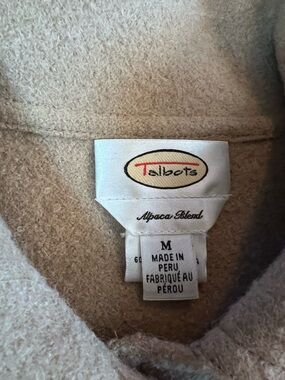 Talbots
Alpaca Blend
M
MADE IN
PERU
FABRIQUÉ AU
PÉROU